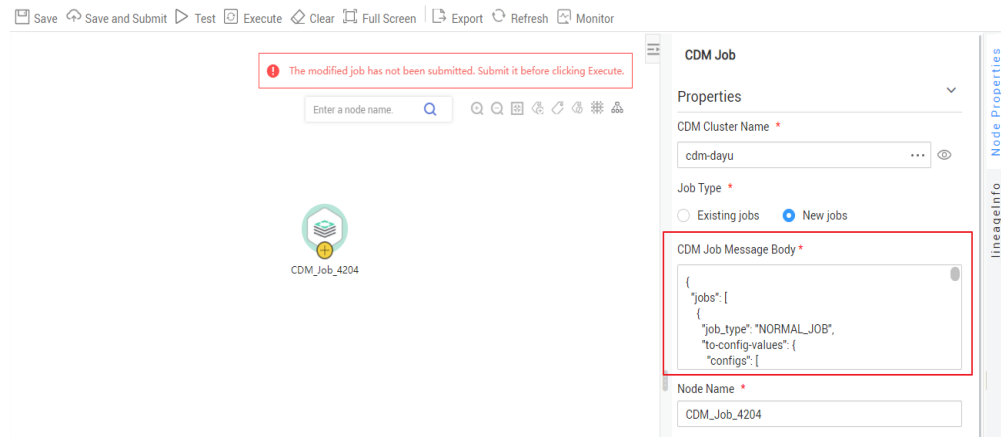 Save Save and Submit Test Execute Clear Full Screen Export Refresh Monitor
The modified job has not been submitted. Submit it before clicking Execute.
Enter a node name.
CDM_Job_4204
CDM Job
Properties
CDM Cluster Name *
cdm-dayu ...
Job Type *
Existing jobs New jobs
CDM Job Message Body *
{
"jobs": [
{
"job_type": "NORMAL_JOB",
"to-config-values": {
"configs": [
Node Name *
CDM_Job_4204
Node Properties
lineageInfo